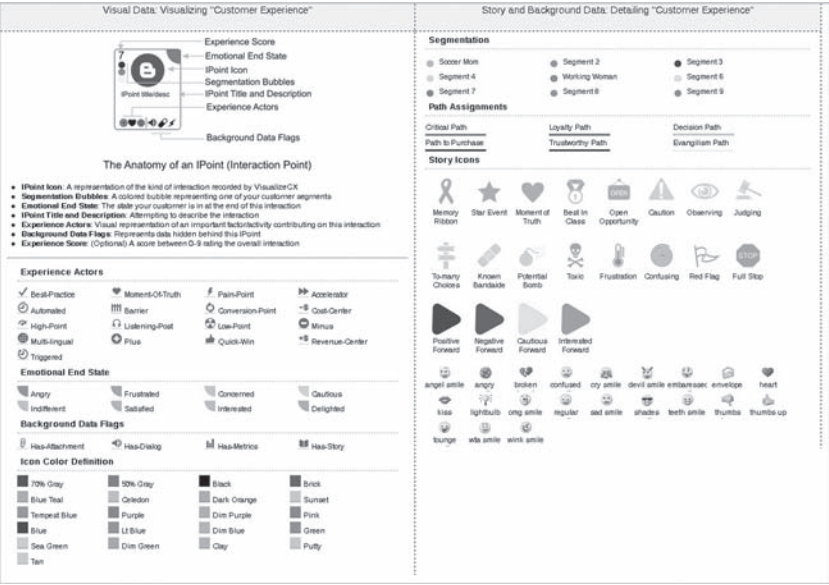 Visual Data: Visualizing "Customer Experience"
Experience Score
Emotional End State
IPoint Icon
Segmentation Bubbles
IPoint Title and Description
Experience Actors
Background Data Flags
7
IPoint title/desc
The Anatomy of an IPoint (Interaction Point)
IPoint Icon: A representation of the kind of interaction recorded by VisualizeCX
Segmentation Bubbles: A colored bubble representing one of your customer segments
Emotional End State: The state your customer is in at the end of this interaction
IPoint Title and Description: Attempting to describe the interaction
Experience Actors: Visual representation of an important factor/activity contributing on this interaction
Background Data Flags: Represents data hidden behind this IPoint
Experience Score: (Optional) A score between 0-9 rating the overall interaction
Experience Actors
Best-Practice Moment-Of-Truth Pain-Point Accelerator
Automated Barrier Conversion-Point Cost-Center
High-Point Listening-Post Low-Point Minus
Multi-lingual Plus Quick-Win Revenue-Center
Triggered
Emotional End State
Angry Frustrated Concerned Cautious
Indifferent Satisfied Interested Delighted
Background Data Flags
Has-Attachment Has-Dialog Has-Metrics Has-Story
Icon Color Definition
70% Gray 50% Gray Black Brick
Blue Teal Celedon Dark Orange Sunset
Tempest Blue Purple Dim Purple Pink
Blue Lt Blue Dim Blue Green
Sea Green Dim Green Clay Putty
Tan
Story and Background Data: Detailing "Customer Experience"
Segmentation
Soccer Mom Segment 2 Segment 3
Segment 4 Working Woman Segment 6
Segment 7 Segment 8 Segment 9
Path Assignments
Critical Path Loyalty Path Decision Path
Path to Purchase Trustworthy Path Evangilism Path
Story Icons
OPEN
Memory Ribbon Star Event Moment of Truth Best In Class Open Opportunity Caution Observing Judging
STOP
To-many Choices Known Bandaide Potential Bomb Toxic Frustration Confusing Red Flag Full Stop
Positive Forward Negative Forward Cautious Forward Interested Forward
angel smile angry broken confused cry smile devil smile envelope heart
kiss lightbulb omg smile regular sad smile shades teeth smile thumbs thumbs up
tounge wta smile wink smile